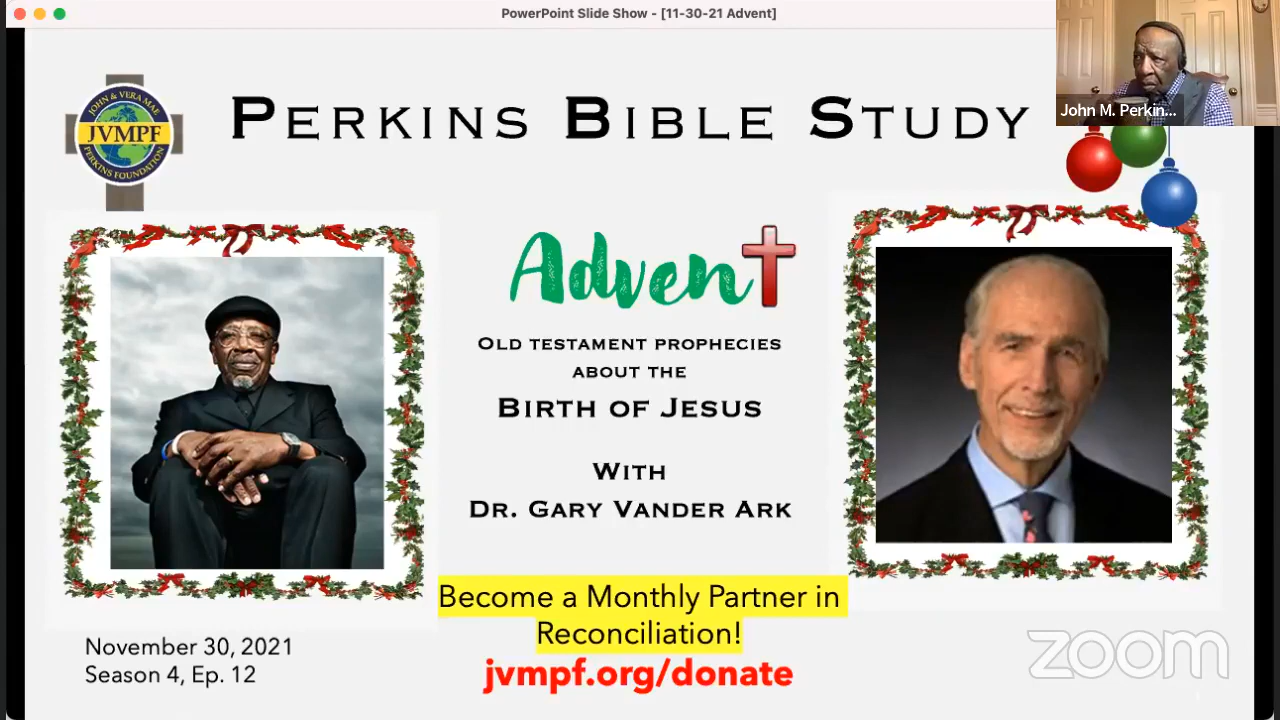 PowerPoint Slide Show - [11-30-21 Advent]
John M. Perkin...
JOHN & VERA MAE
JVMPF
PERKINS FOUNDATION
PERKINS BIBLE STUDY
Advent
OLD TESTAMENT PROPHECIES
ABOUT THE
BIRTH OF JESUS
WITH
DR. GARY VANDER ARK
Become a Monthly Partner in
Reconciliation!
jvmpf.org/donate
November 30, 2021
Season 4, Ep. 12
zoom